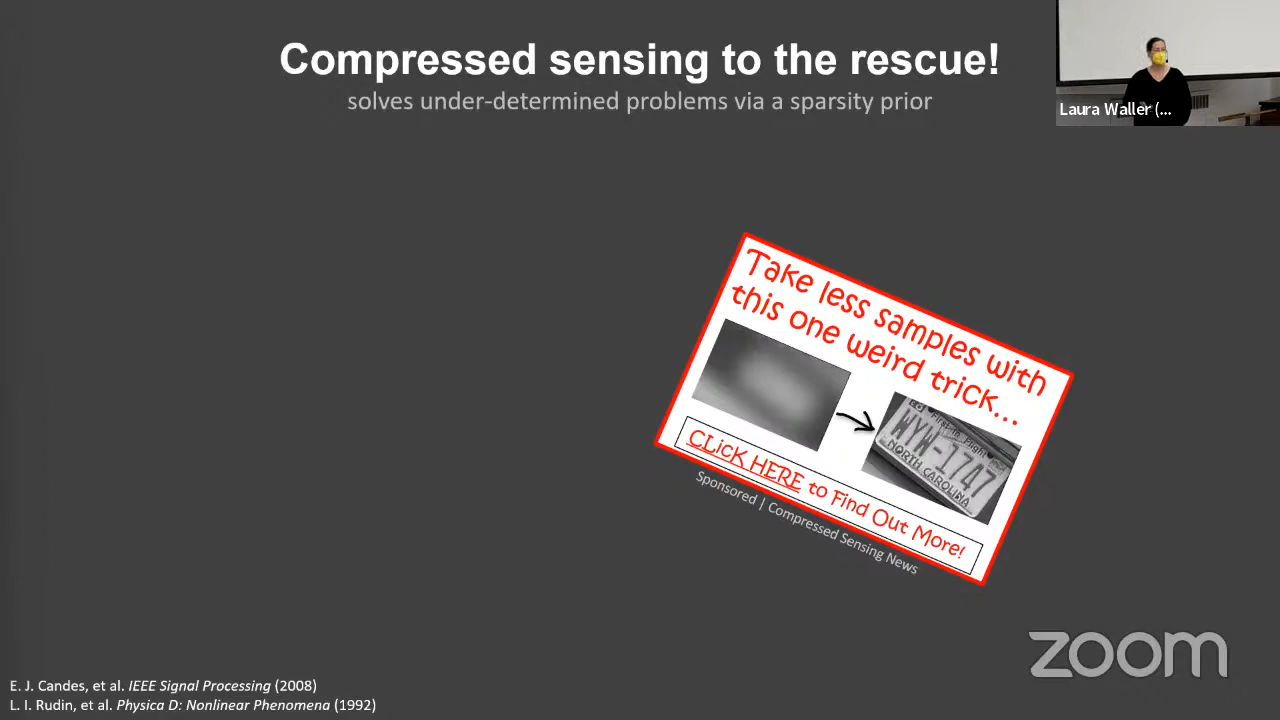 Compressed sensing to the rescue!
solves under-determined problems via a sparsity prior
Laura Waller (...
Take less samples with
this one weird trick...
First in Flight
WYW-1747
NORTH CAROLINA
CLicK HERE to Find Out More!
Sponsored | Compressed Sensing News
zoom
E. J. Candes, et al. IEEE Signal Processing (2008)
L. I. Rudin, et al. Physica D: Nonlinear Phenomena (1992)